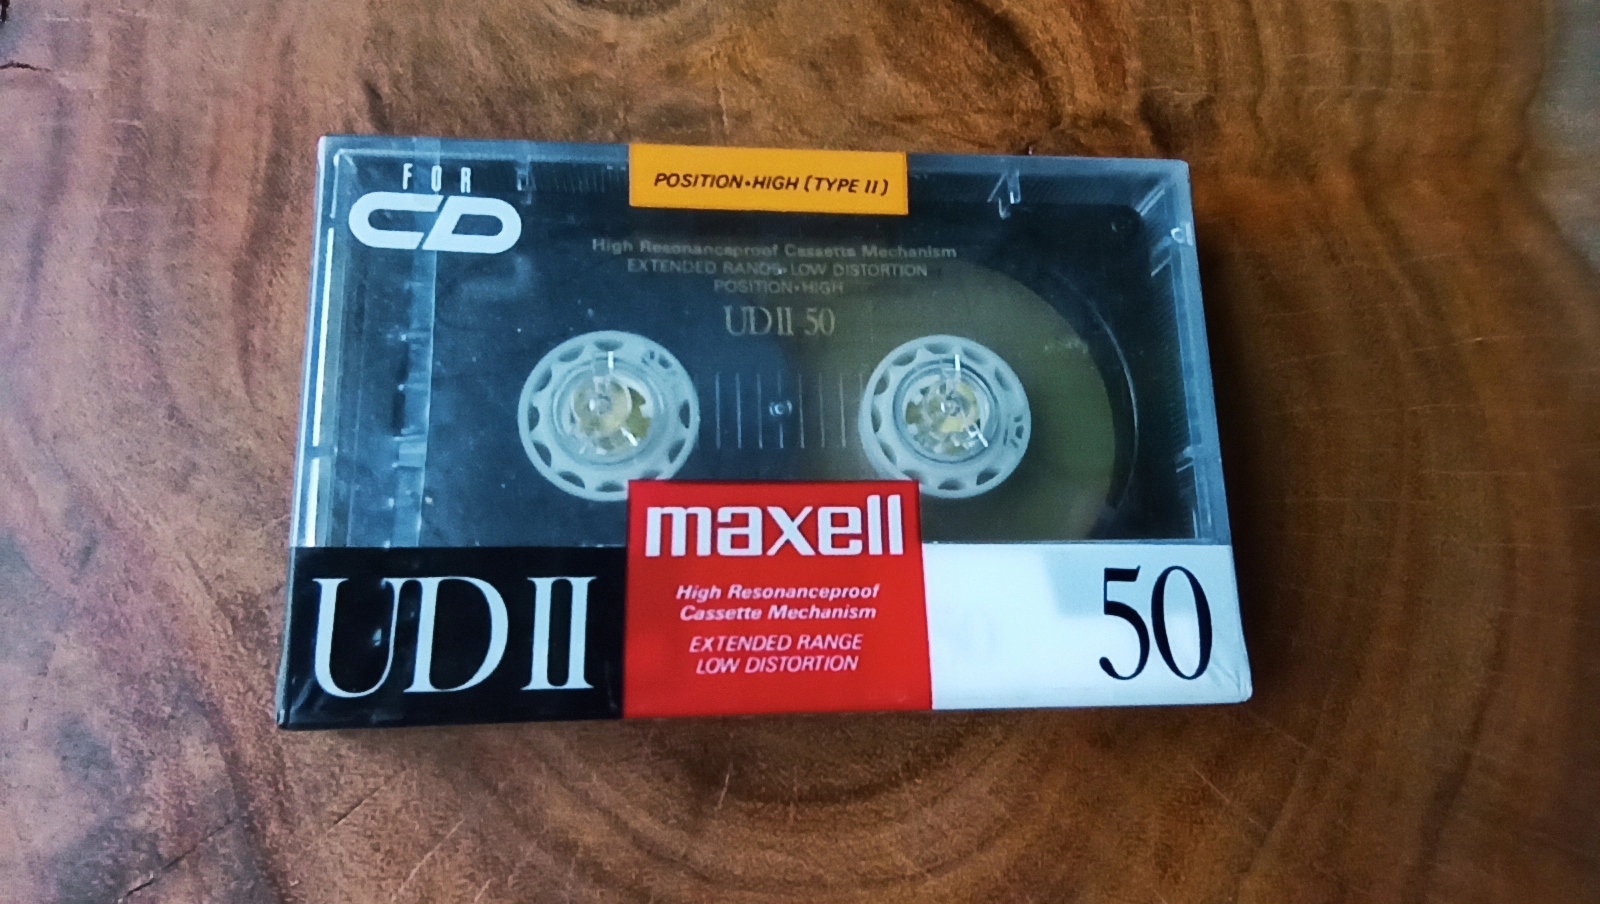 FOR
CD
POSITION•HIGH (TYPE II)
High Resonanceproof Cassette Mechanism
EXTENDED RANGE•LOW DISTORTION
POSITION•HIGH
UD II 50
maxell
UD II
High Resonanceproof
Cassette Mechanism
EXTENDED RANGE
LOW DISTORTION
50